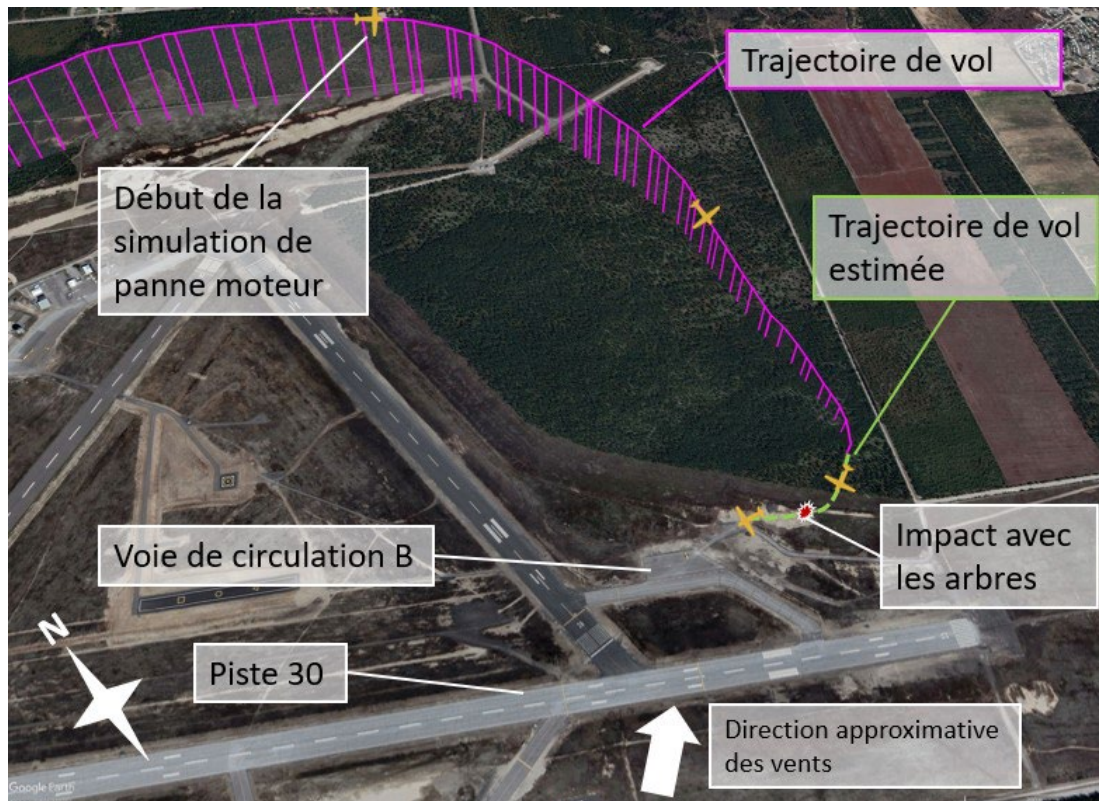 Trajectoire de vol
Début de la
simulation de
panne moteur
Trajectoire de vol
estimée
Voie de circulation B
Impact avec
les arbres
N
Piste 30
Direction approximative
des vents
Google Earth